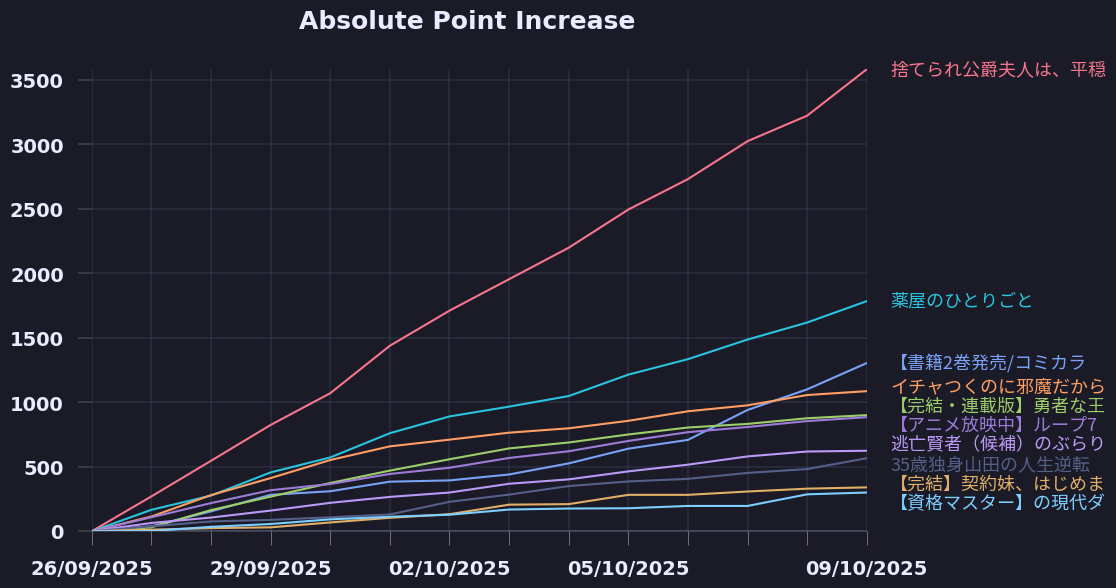 Absolute Point Increase
3500
3000
2500
2000
1500
1000
500
0
26/09/2025
29/09/2025
02/10/2025
05/10/2025
09/10/2025
捨てられ公爵夫人は、平穏
薬屋のひとりごと
【書籍2巻発売/コミカラ
イチャつくのに邪魔だから
【完結・連載版】勇者な王
【アニメ放映中】ループ7
逃亡賢者（候補）のぶらり
35歳独身山田の人生逆転
【完結】契約妹、はじめま
【資格マスター】の現代ダ